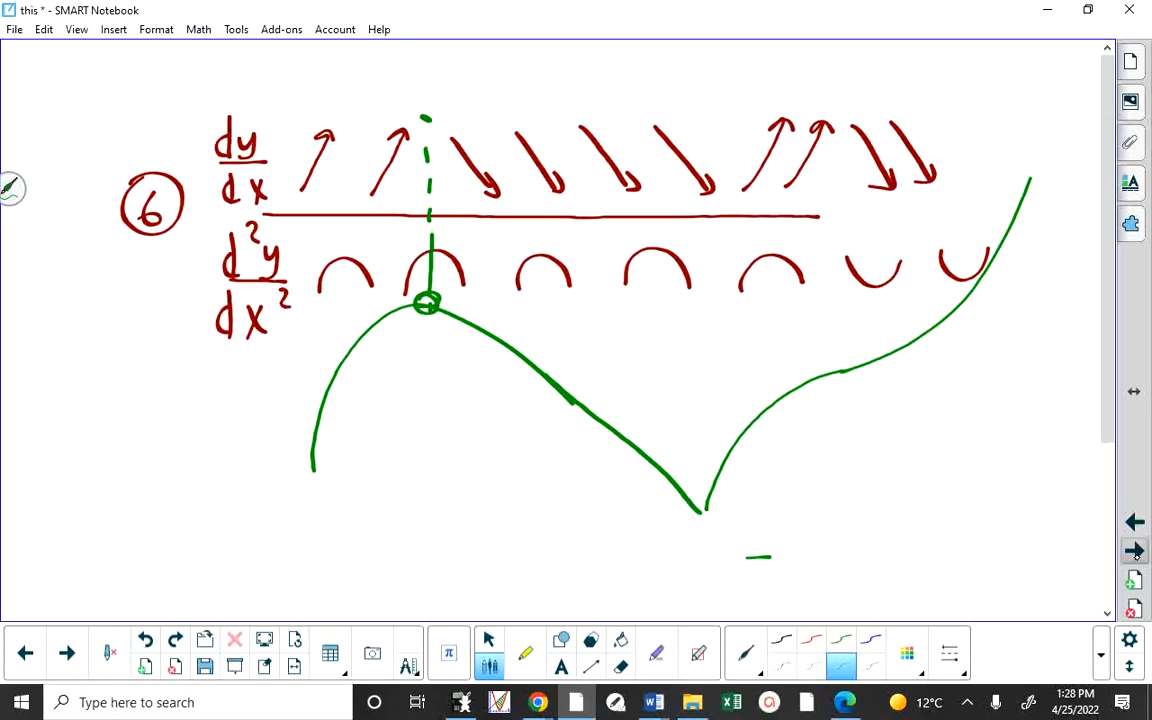 this * - SMART Notebook
File Edit View Insert Format Math Tools Add-ons Account Help
dy
dx
6
d²y
dx²
π
A
Type here to search
12°C
1:28 PM
4/25/2022